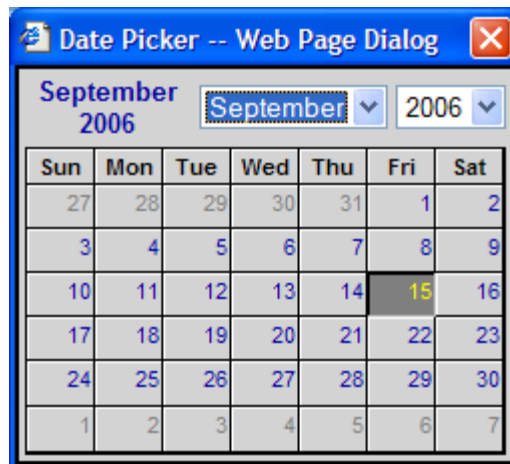 Date Picker -- Web Page Dialog
September 2006
September 2006
Sun Mon Tue Wed Thu Fri Sat
27 28 29 30 31 1 2
3 4 5 6 7 8 9
10 11 12 13 14 15 16
17 18 19 20 21 22 23
24 25 26 27 28 29 30
1 2 3 4 5 6 7